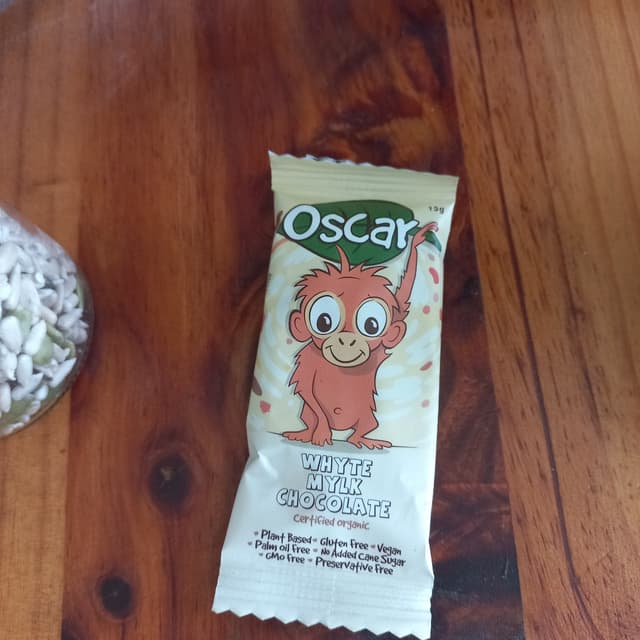 Oscar
15g
WHYTE
MYLK
CHOCOLATE
Certified Organic
* Plant Based * Gluten Free * Vegan
* Palm oil Free * No Added Cane Sugar
* GMO Free * Preservative Free